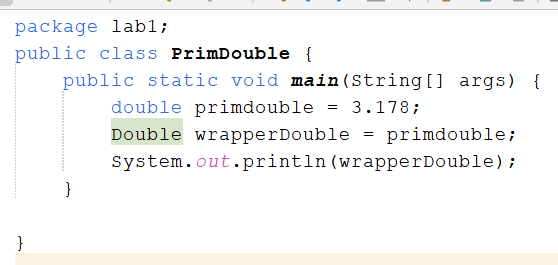 package lab1;
public class PrimDouble {
    public static void main(String[] args) {
        double primdouble = 3.178;
        Double wrapperDouble = primdouble;
        System.out.println(wrapperDouble);
    }
}